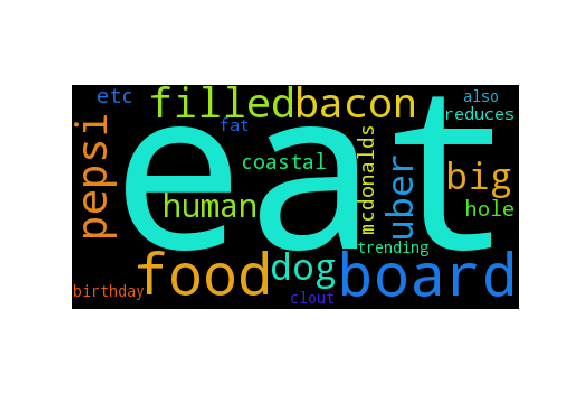 etc
filled
bacon
also
reduces
pepsi
fat
eat
mcdonalds
uber
coastal
big
human
hole
trending
food
dog
board
birthday
clout